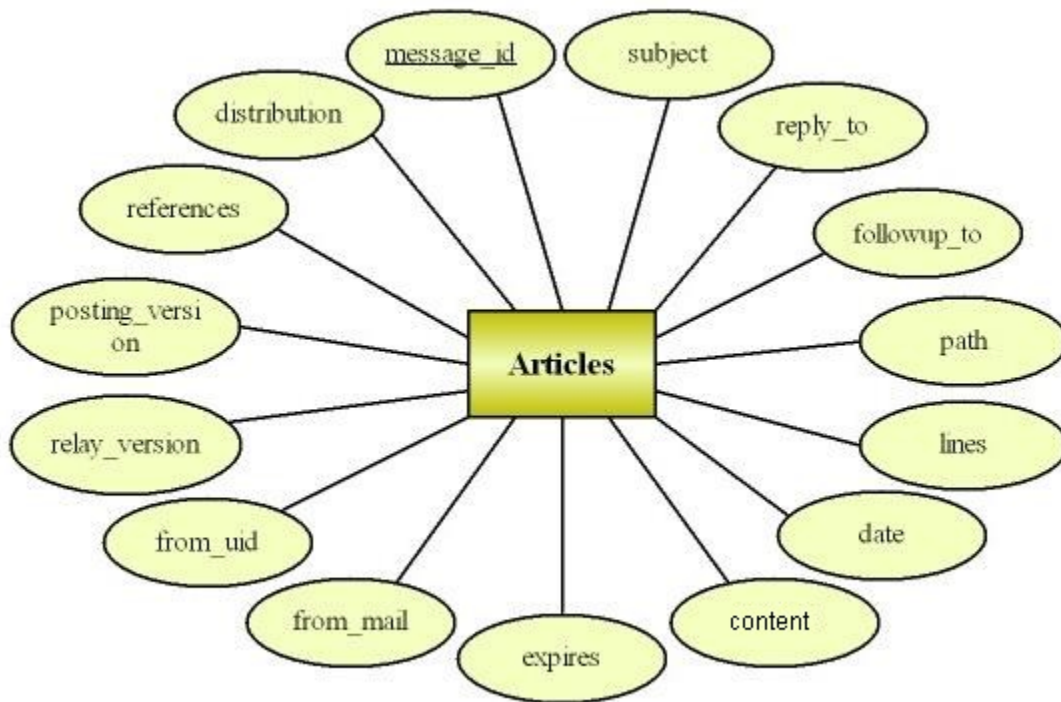 message_id
subject
distribution
reply_to
references
followup_to
posting_versi
on
path
Articles
relay_version
lines
from_uid
date
from_mail
content
expires